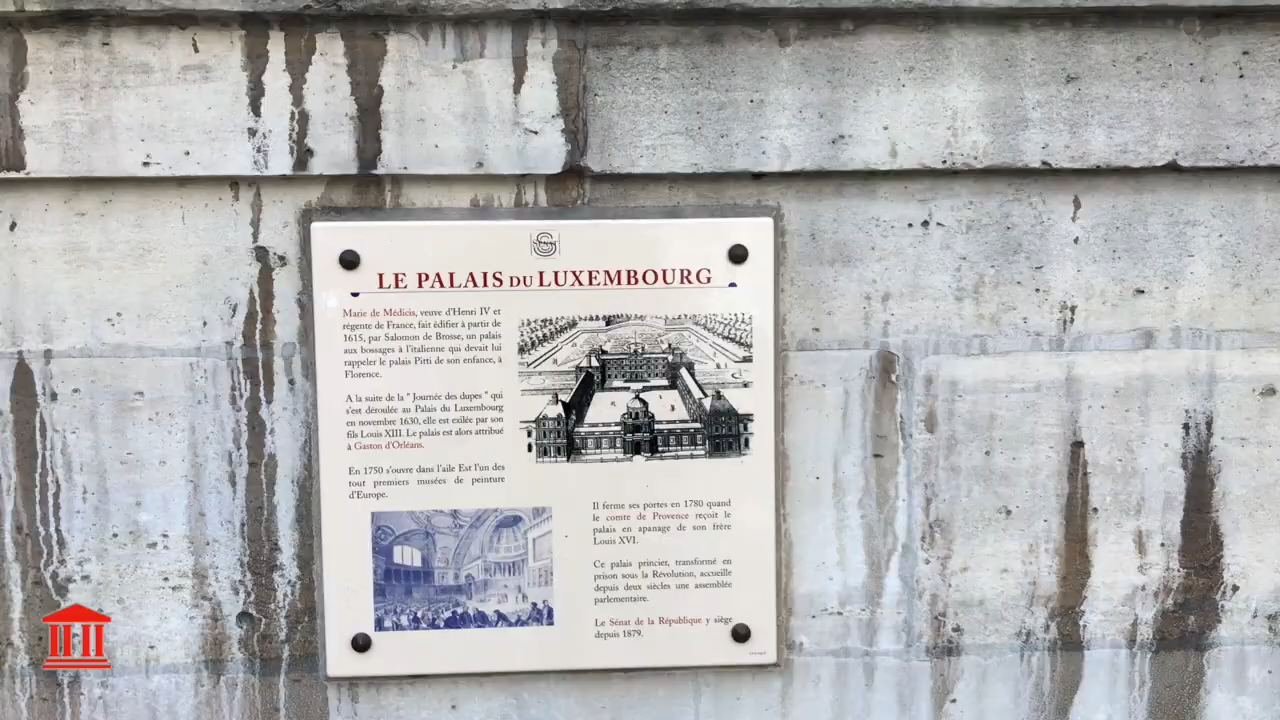 LE PALAIS DU LUXEMBOURG
Marie de Médicis, veuve d'Henri IV et
régente de France, fait édifier à partir de
1615, par Salomon de Brosse, un palais
aux bossages à l'italienne qui devait lui
rappeler le palais Pitti de son enfance, à
Florence.
A la suite de la " Journée des dupes " qui
s'est déroulée au Palais du Luxembourg
en novembre 1630, elle est exilée par son
fils Louis XIII. Le palais est alors attribué
à Gaston d'Orléans.
En 1750 s'ouvre dans l'aile Est l'un des
tout premiers musées de peinture
d'Europe.
Il ferme ses portes en 1780 quand
le comte de Provence reçoit le
palais en apanage de son frère
Louis XVI.
Ce palais princier, transformé en
prison sous la Révolution, accueille
depuis deux siècles une assemblée
parlementaire.
Le Sénat de la République y siège
depuis 1879.